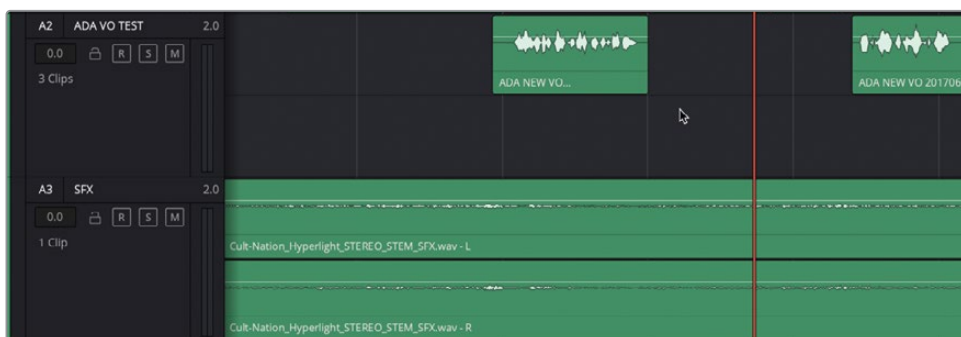 A2 ADA VO TEST 2.0
0.0 R S M
3 Clips
ADA NEW VO...
ADA NEW VO 201706
A3 SFX 2.0
0.0 R S M
1 Clip
Cult-Nation_Hyperlight_STEREO_STEM_SFX.wav - L
Cult-Nation_Hyperlight_STEREO_STEM_SFX.wav - R